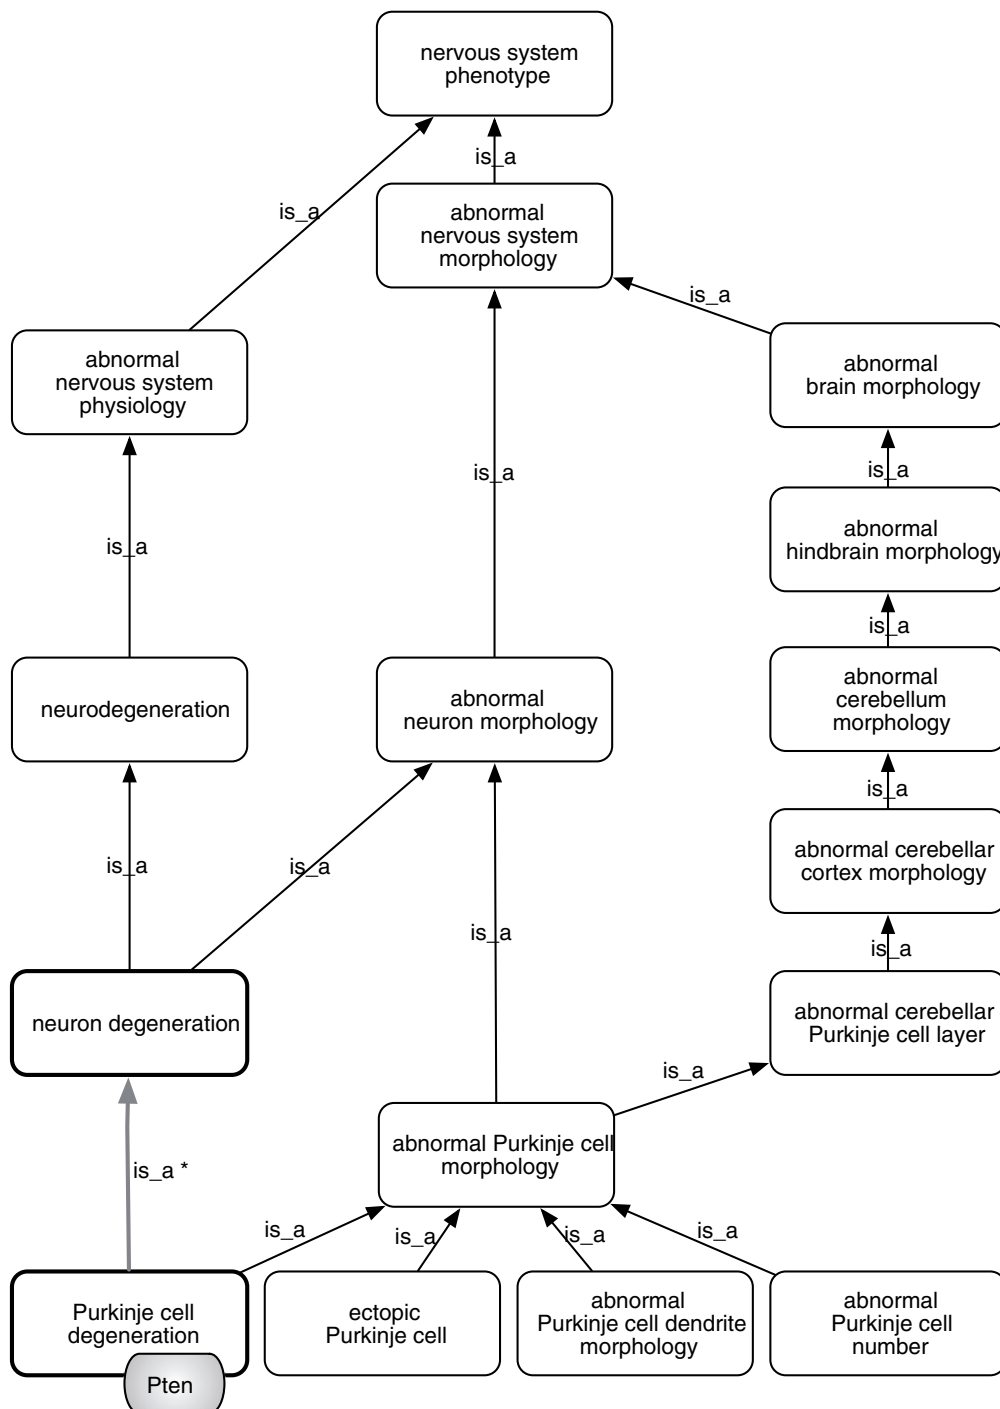 nervous system
phenotype
is_a
is_a
abnormal
nervous system
morphology
is_a
abnormal
nervous system
physiology
abnormal
brain morphology
is_a
is_a
abnormal
hindbrain morphology
is_a
is_a
neurodegeneration
abnormal
neuron morphology
abnormal
cerebellum
morphology
is_a
is_a
is_a
abnormal cerebellar
cortex morphology
is_a
is_a
neuron degeneration
abnormal cerebellar
Purkinje cell layer
is_a
abnormal Purkinje cell
morphology
is_a *
is_a
is_a
is_a
is_a
Purkinje cell
degeneration
ectopic
Purkinje cell
abnormal
Purkinje cell dendrite
morphology
abnormal
Purkinje cell
number
Pten